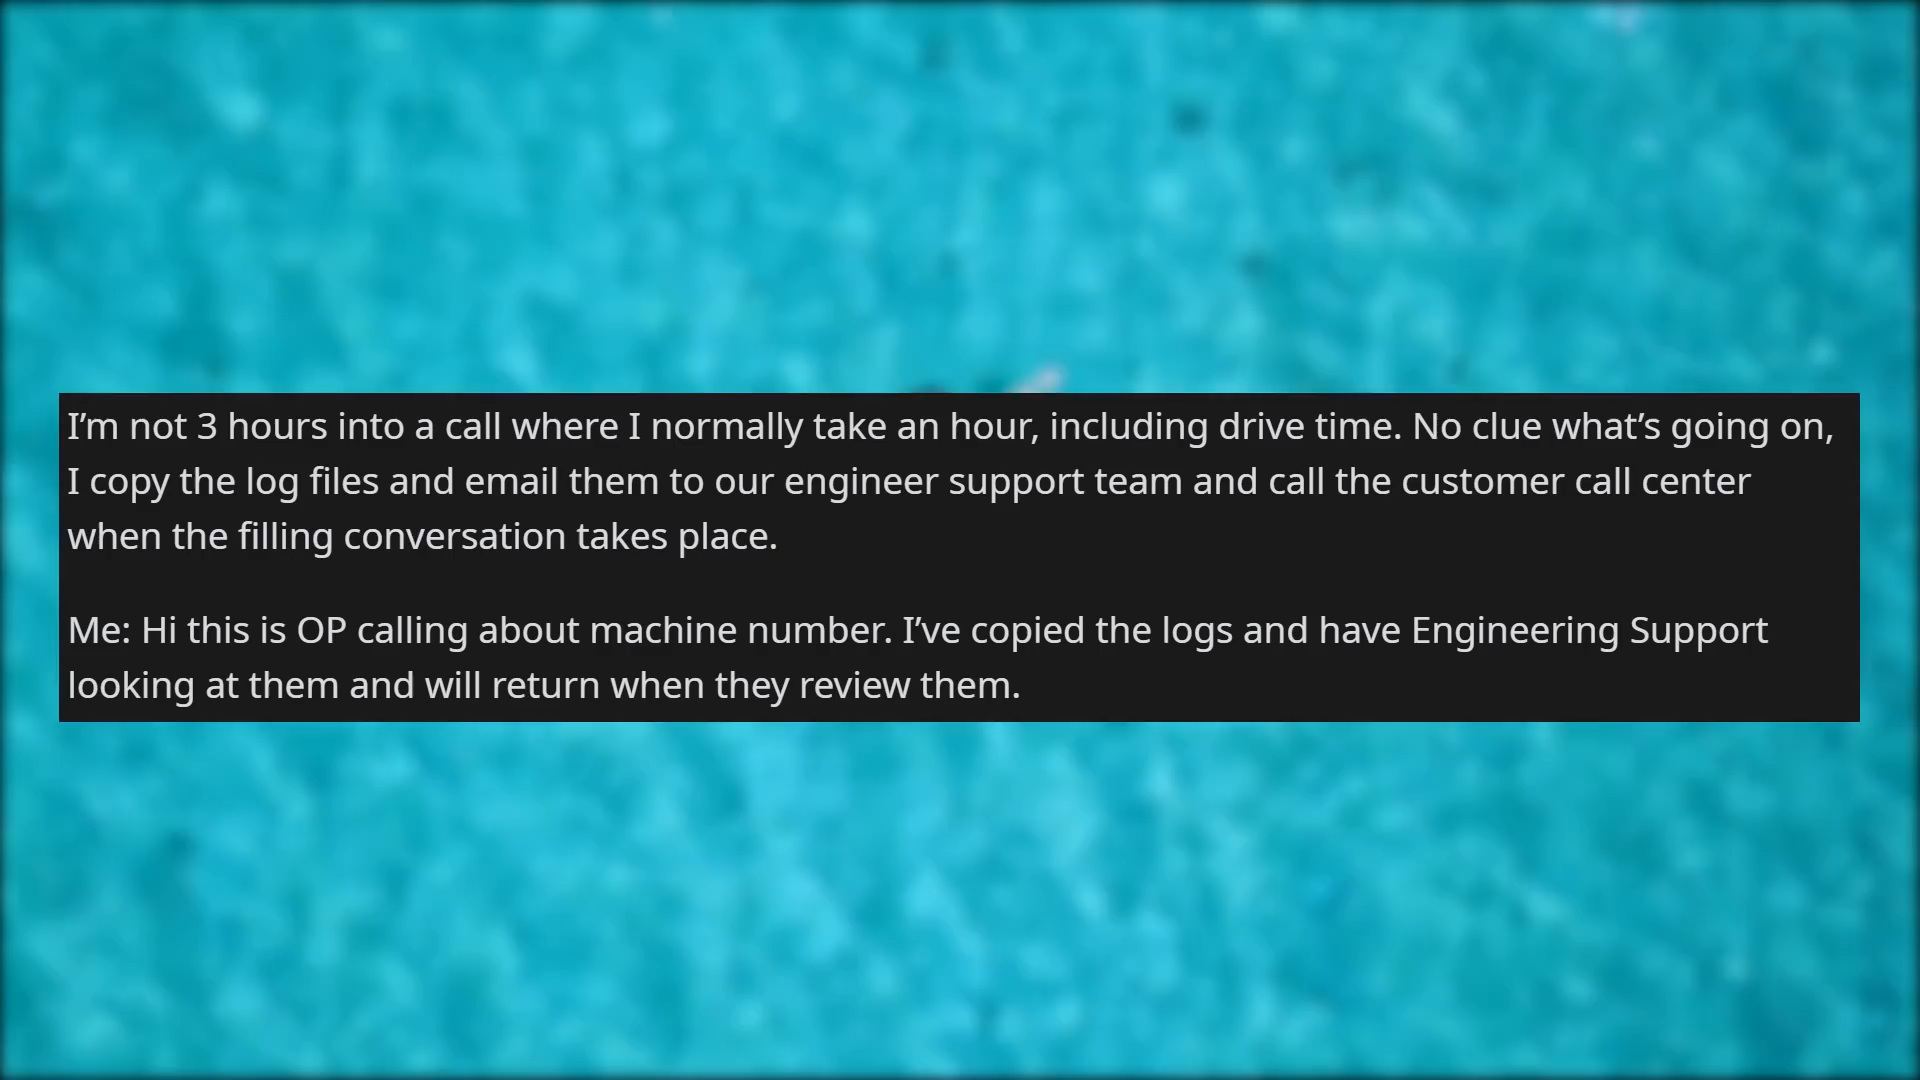 I’m not 3 hours into a call where I normally take an hour, including drive time. No clue what’s going on,
I copy the log files and email them to our engineer support team and call the customer call center
when the filling conversation takes place.
Me: Hi this is OP calling about machine number. I’ve copied the logs and have Engineering Support
looking at them and will return when they review them.